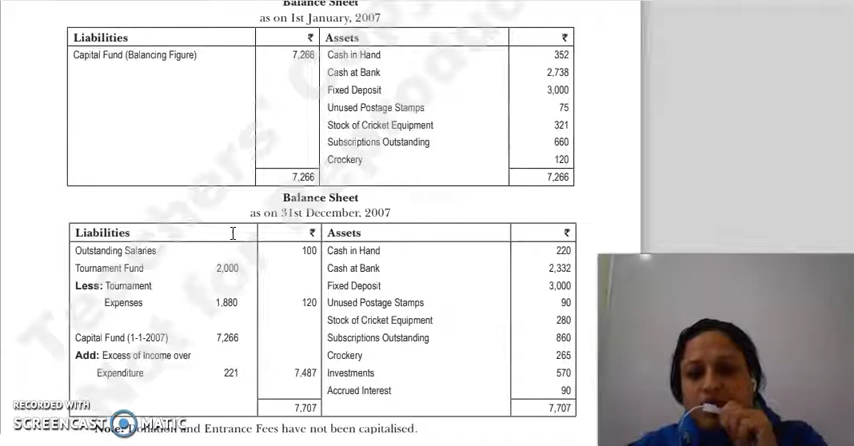 Balance Sheet
as on 1st January, 2007
Liabilities ₹ Assets ₹
Capital Fund (Balancing Figure) 7,266 Cash in Hand 352
Cash at Bank 2,738
Fixed Deposit 3,000
Unused Postage Stamps 75
Stock of Cricket Equipment 321
Subscriptions Outstanding 660
Crockery 120
7,266 7,266
Balance Sheet
as on 31st December, 2007
Liabilities ₹ Assets ₹
Outstanding Salaries 100 Cash in Hand 220
Tournament Fund 2,000 Cash at Bank 2,332
Less: Tournament Fixed Deposit 3,000
Expenses 1,880 120 Unused Postage Stamps 90
Stock of Cricket Equipment 280
Capital Fund (1-1-2007) 7,266 Subscriptions Outstanding 860
Add: Excess of Income over Crockery 265
Expenditure 221 7,487 Investments 570
Accrued Interest 90
7,707 7,707
Note: Donation and Entrance Fees have not been capitalised.
RECORDED WITH
SCREENCAST MATIC